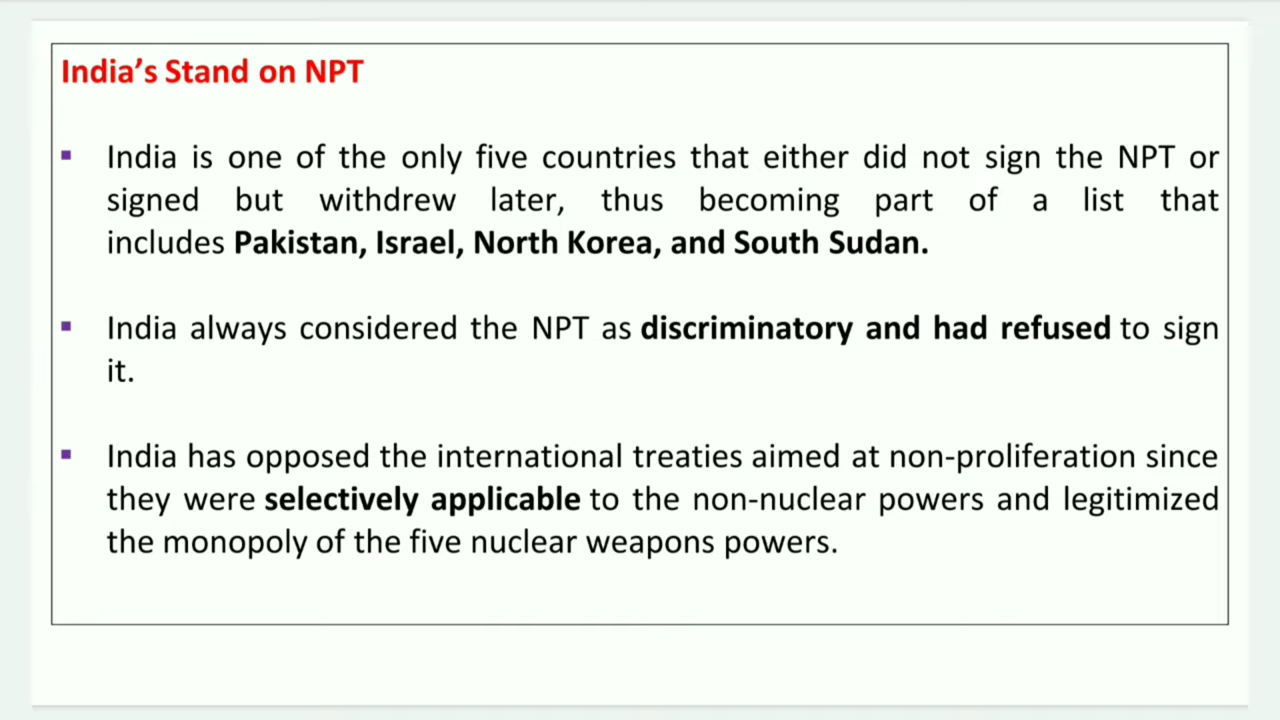 India’s Stand on NPT
▪ India is one of the only five countries that either did not sign the NPT or
signed but withdrew later, thus becoming part of a list that
includes Pakistan, Israel, North Korea, and South Sudan.
▪ India always considered the NPT as discriminatory and had refused to sign
it.
▪ India has opposed the international treaties aimed at non-proliferation since
they were selectively applicable to the non-nuclear powers and legitimized
the monopoly of the five nuclear weapons powers.